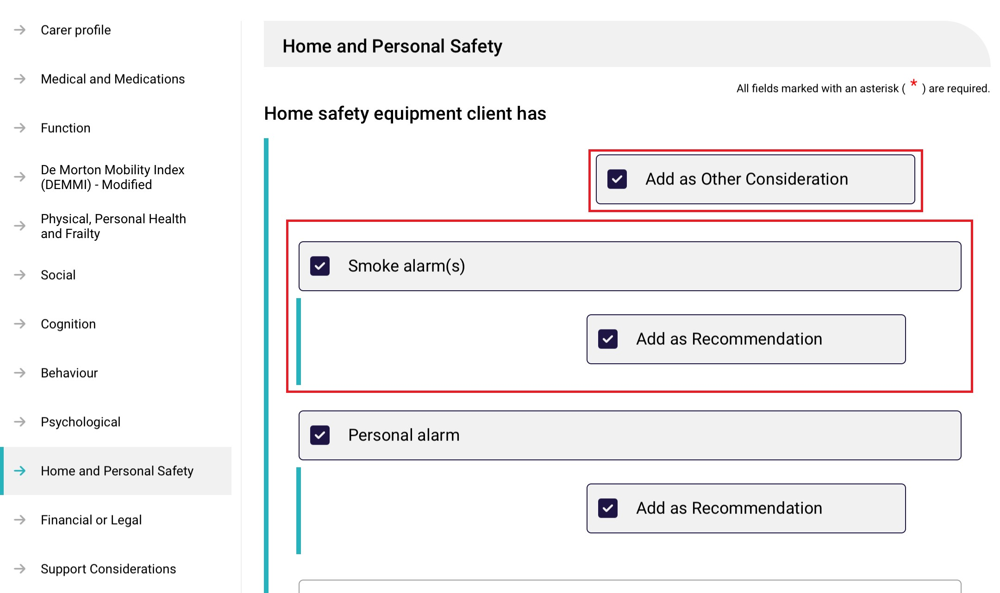 Carer profile
Medical and Medications
Function
De Morton Mobility Index
(DEMMI) - Modified
Physical, Personal Health
and Frailty
Social
Cognition
Behaviour
Psychological
Home and Personal Safety
Financial or Legal
Support Considerations
Home and Personal Safety
All fields marked with an asterisk ( * ) are required.
Home safety equipment client has
Add as Other Consideration
Smoke alarm(s)
Add as Recommendation
Personal alarm
Add as Recommendation